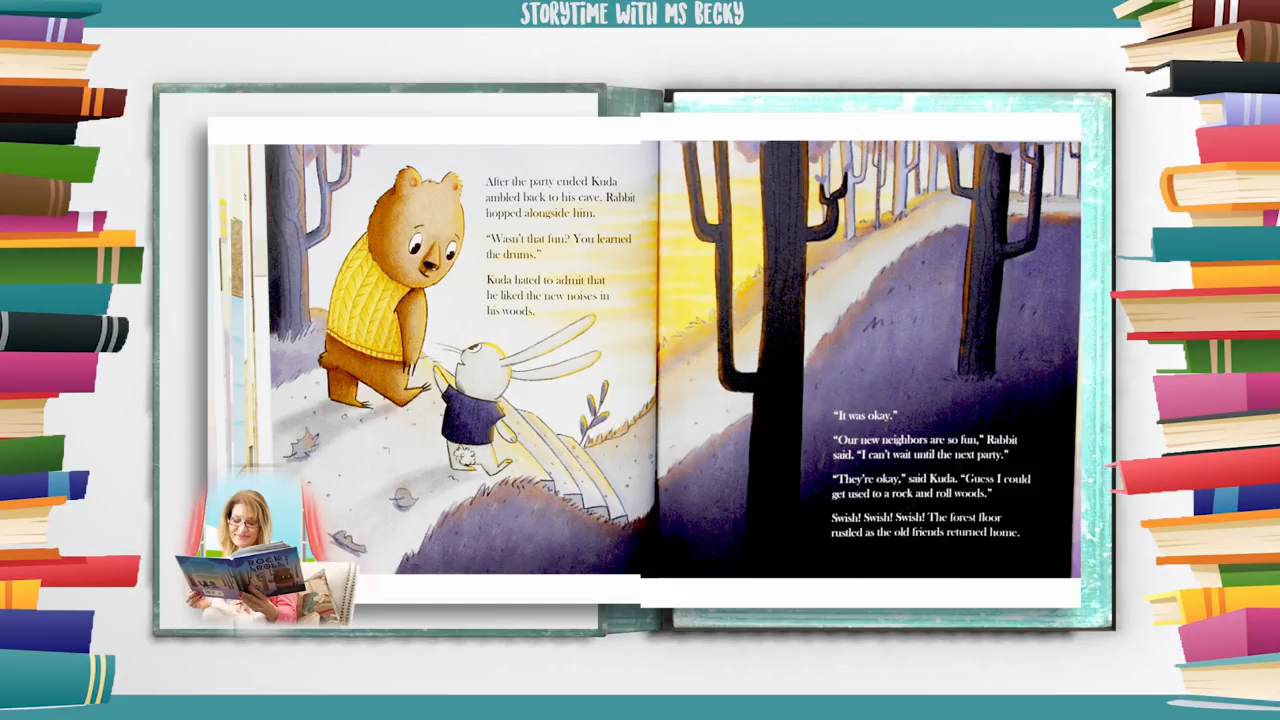 STORYTIME WITH MS BECKY
After the party ended Kuda
ambled back to his cave. Rabbit
hopped alongside him.
“Wasn’t that fun? You learned
the drums.”
Kuda hated to admit that
he liked the new noises in
his woods.
“It was okay.”
“Our new neighbors are so fun,” Rabbit
said. “I can’t wait until the next party.”
“They’re okay,” said Kuda. “Guess I could
get used to a rock and roll woods.”
Swish! Swish! Swish! The forest floor
rustled as the old friends returned home.
ROCK
ROLL